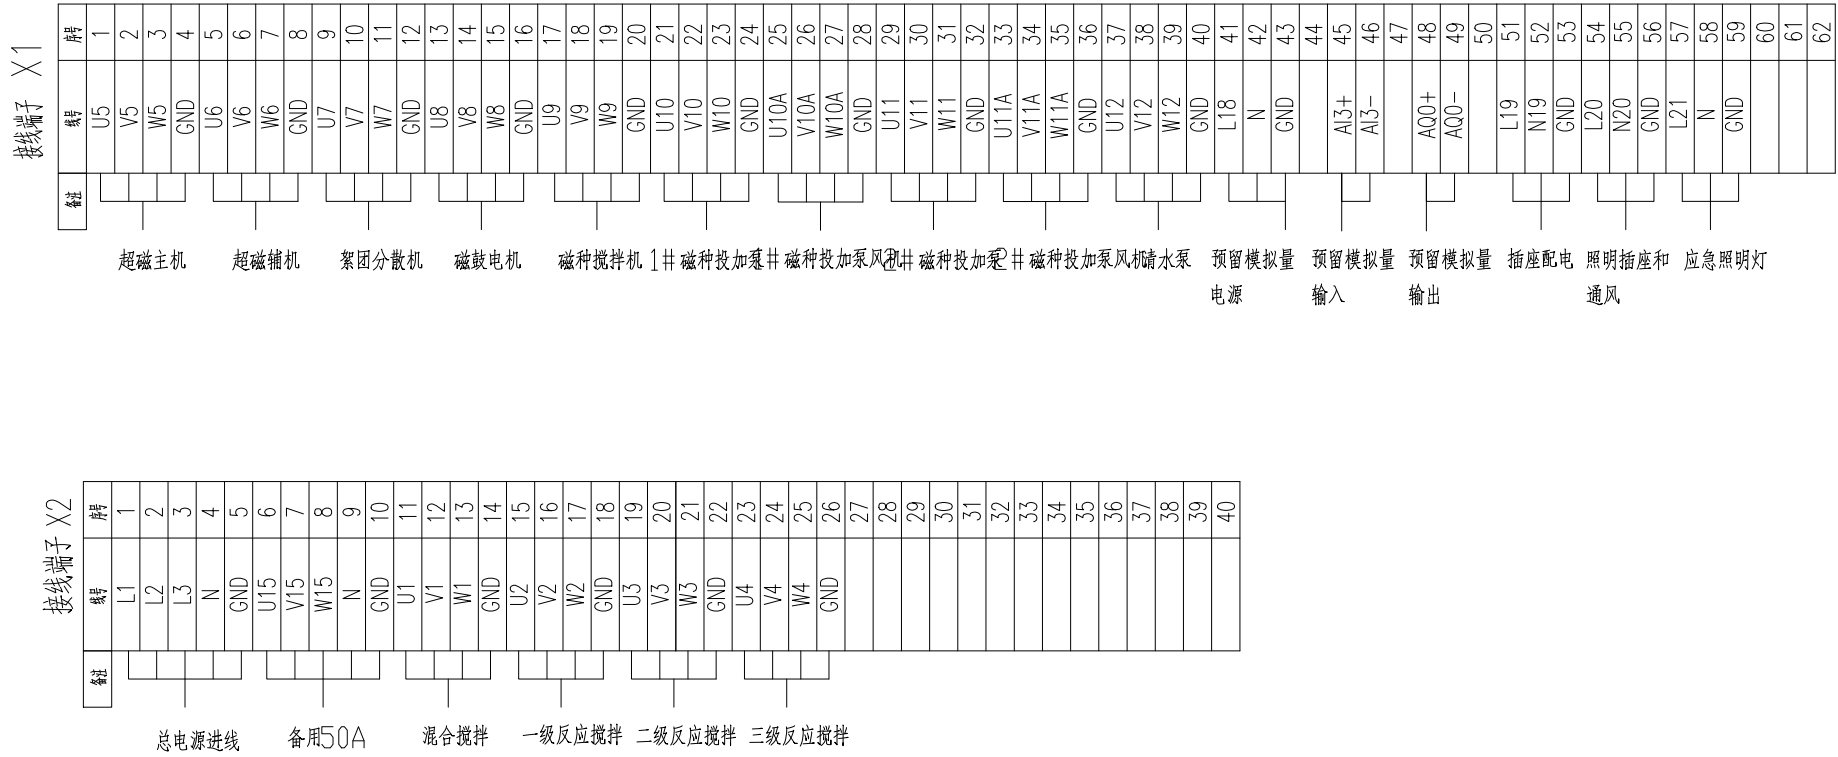 接线端子 X1
序号 1 2 3 4 5 6 7 8 9 10 11 12 13 14 15 16 17 18 19 20 21 22 23 24 25 26 27 28 29 30 31 32 33 34 35 36 37 38 39 40 41 42 43 44 45 46 47 48 49 50 51 52 53 54 55 56 57 58 59 60 61 62
线号 U5 V5 W5 GND U6 V6 W6 GND U7 V7 W7 GND U8 V8 W8 GND U9 V9 W9 GND U10 V10 W10 GND U10A V10A W10A GND U11 V11 W11 GND U11A V11A W11A GND U12 V12 W12 GND L18 N GND AI3+ AI3- AQ0+ AQ0- L19 N19 GND L20 N20 GND L21 N GND
备注
超磁主机 超磁辅机 絮团分散机 磁鼓电机 磁种搅拌机 1#磁种投加泵 1#磁种投加泵风机 2#磁种投加泵 2#磁种投加泵风机 清水泵 预留模拟量 预留模拟量 预留模拟量 插座配电 照明插座和 应急照明灯
电源 输入 输出 通风
接线端子 X2
序号 1 2 3 4 5 6 7 8 9 10 11 12 13 14 15 16 17 18 19 20 21 22 23 24 25 26 27 28 29 30 31 32 33 34 35 36 37 38 39 40
线号 L1 L2 L3 N GND U15 V15 W15 N GND U1 V1 W1 GND U2 V2 W2 GND U3 V3 W3 GND U4 V4 W4 GND
备注
总电源进线 备用50A 混合搅拌 一级反应搅拌 二级反应搅拌 三级反应搅拌